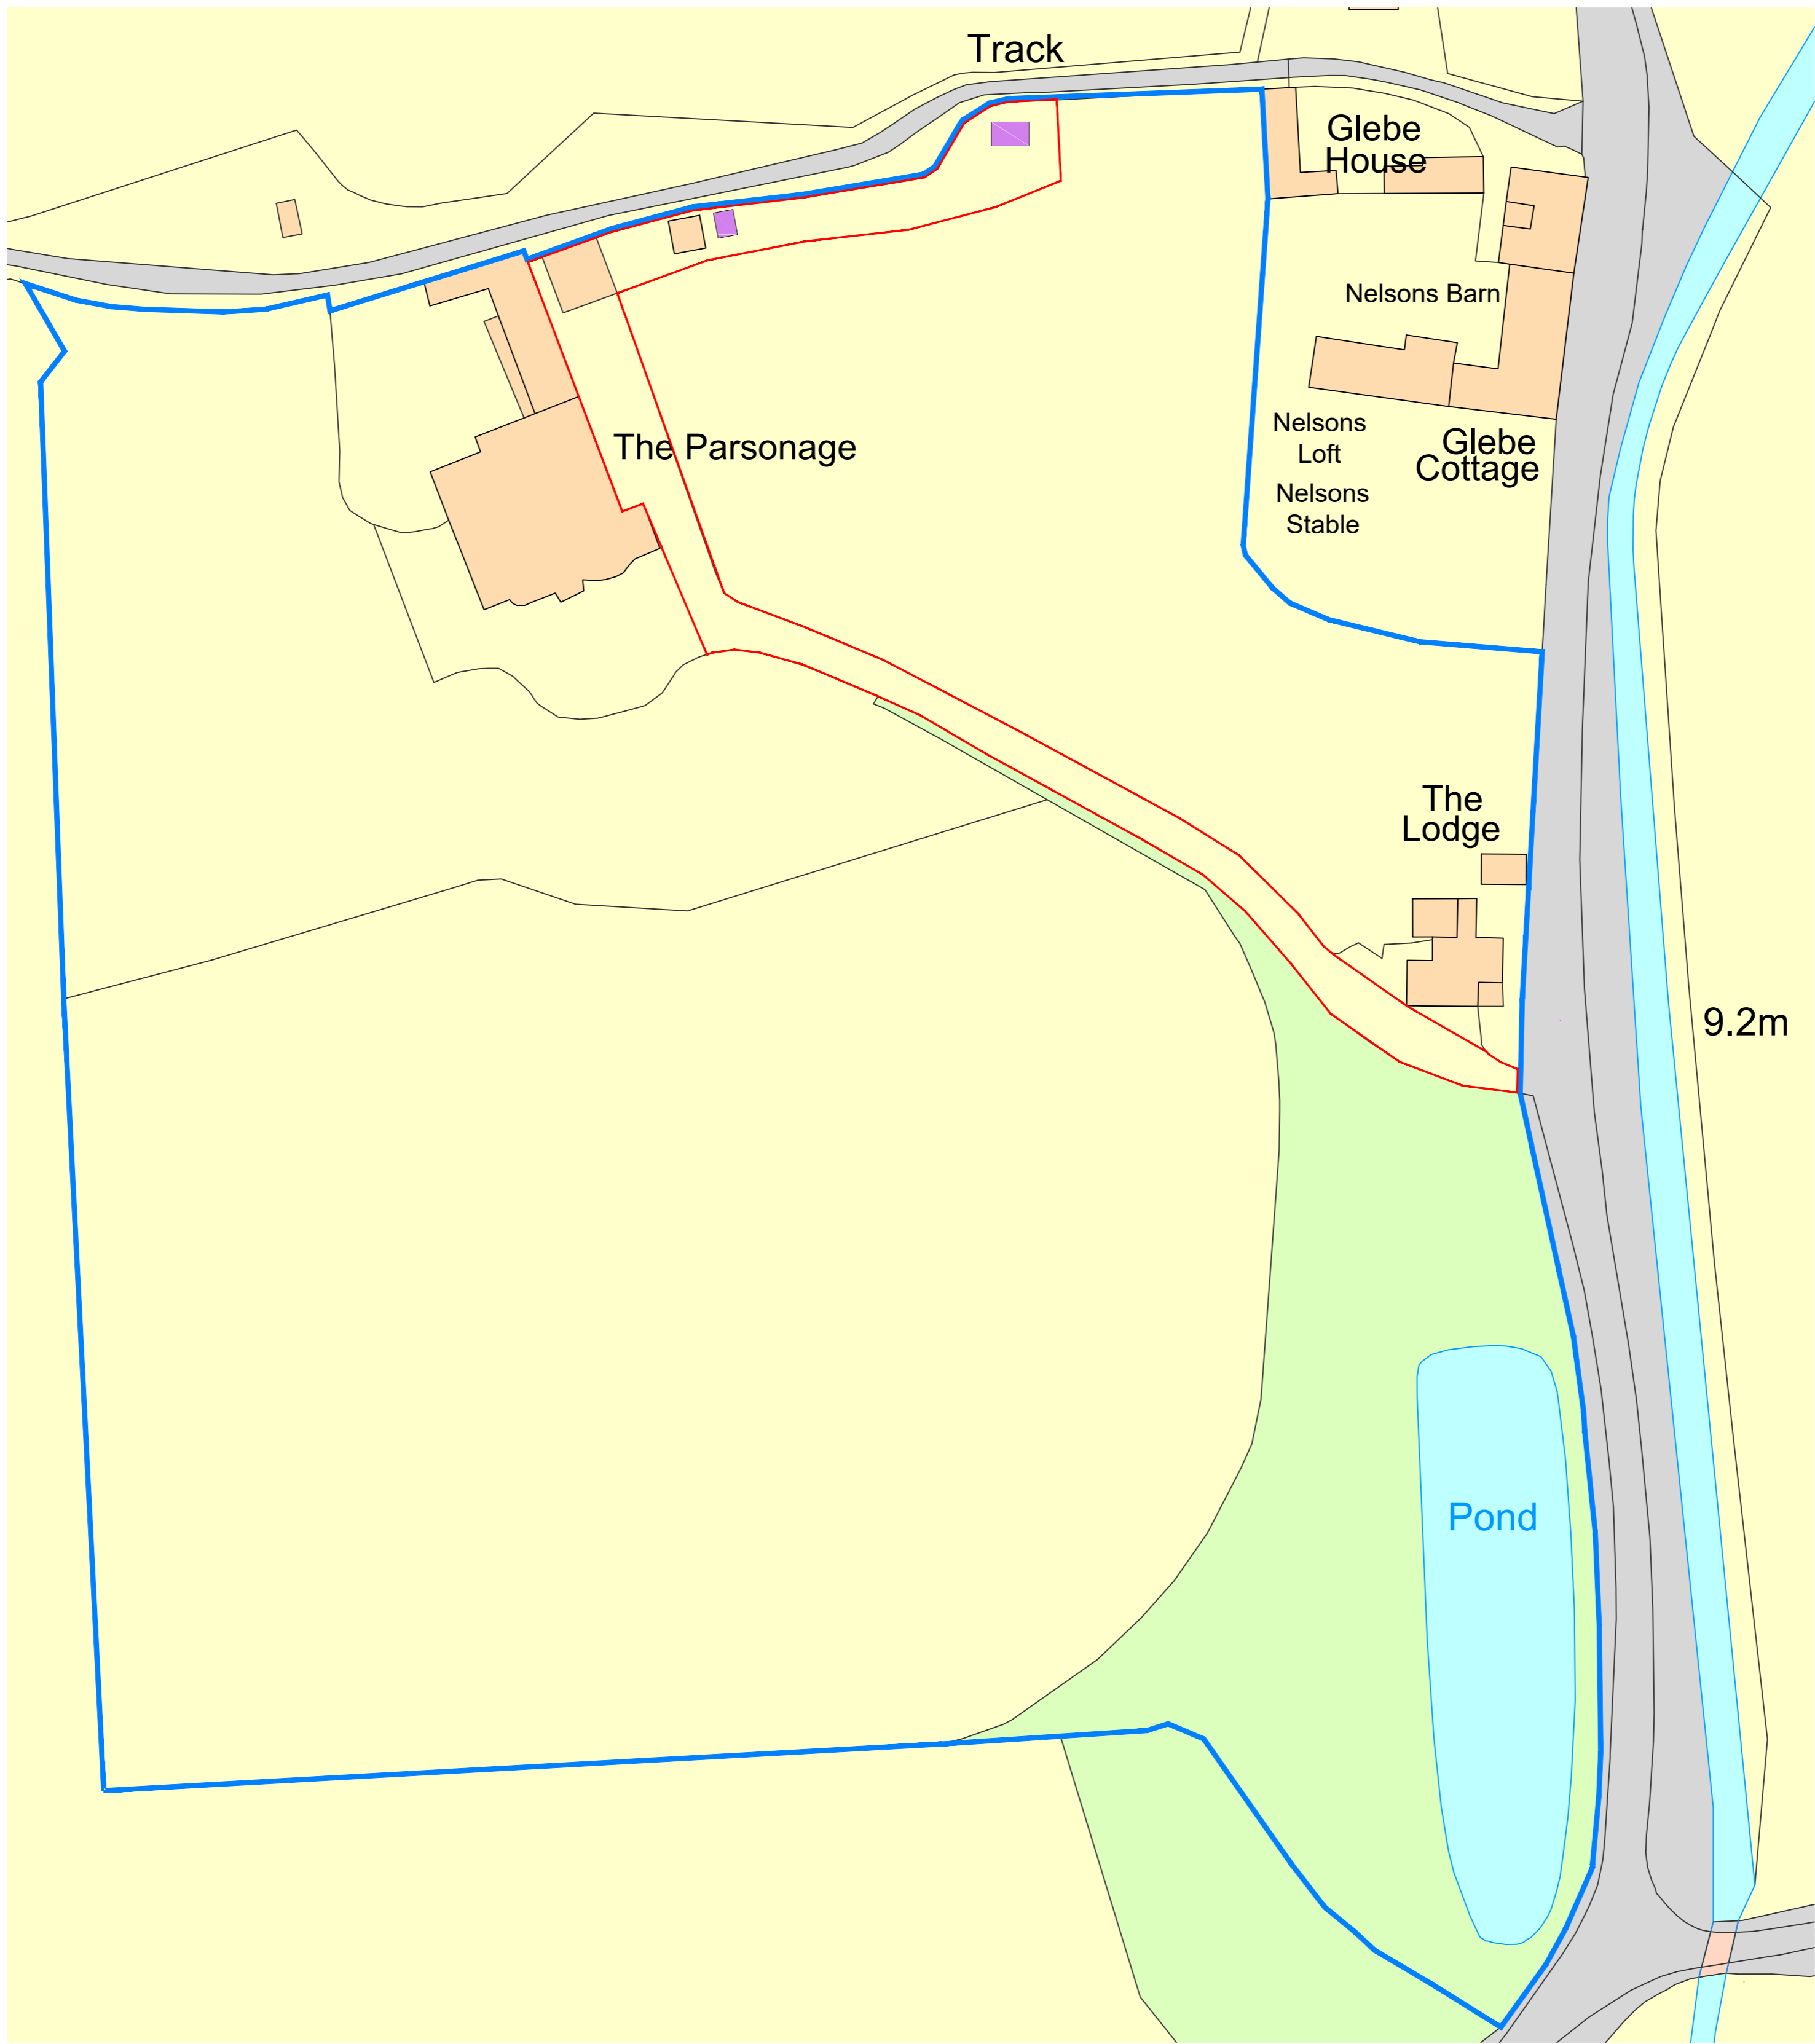 Track
Glebe
House
Nelsons Barn
The Parsonage
Nelsons
Loft
Glebe
Cottage
Nelsons
Stable
The
Lodge
9.2m
Pond